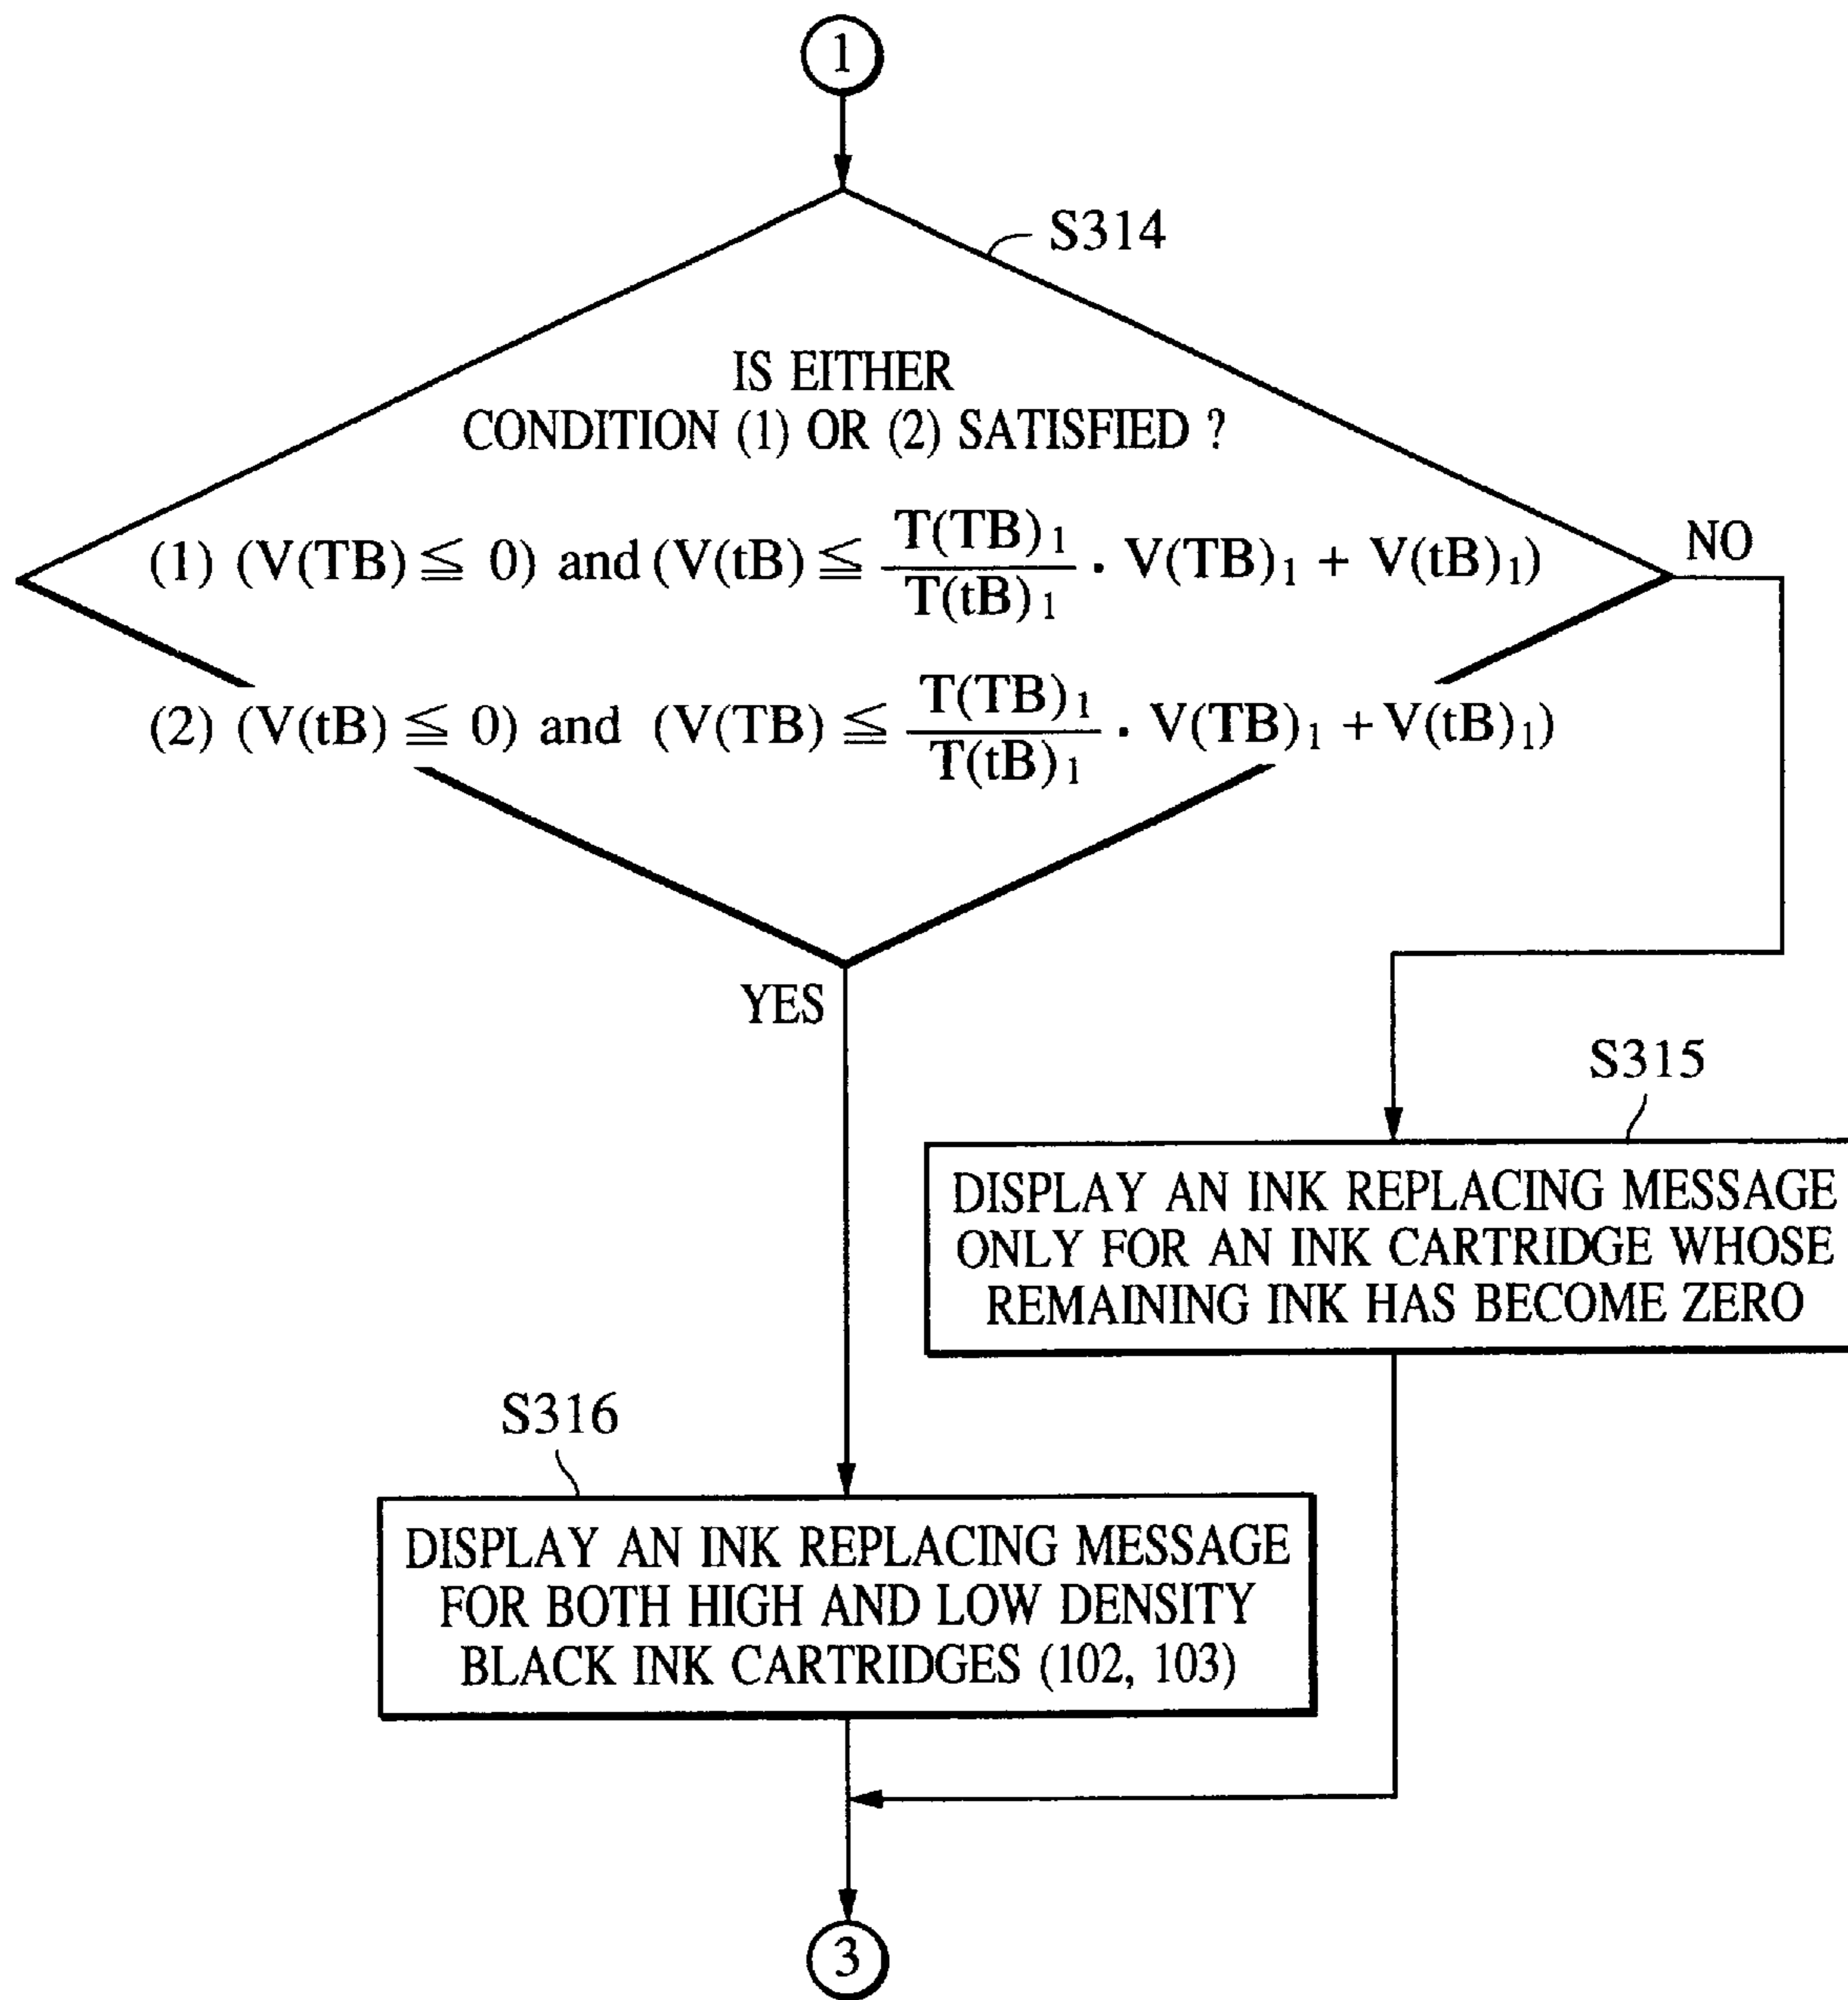 1
S314
IS EITHER
CONDITION (1) OR (2) SATISFIED ?
(1) (V(TB) ≦ 0) and (V(tB) ≦ T(TB)₁/T(tB)₁ · V(TB)₁ + V(tB)₁)
NO
(2) (V(tB) ≦ 0) and (V(TB) ≦ T(TB)₁/T(tB)₁ · V(TB)₁ + V(tB)₁)
YES
S315
DISPLAY AN INK REPLACING MESSAGE
ONLY FOR AN INK CARTRIDGE WHOSE
REMAINING INK HAS BECOME ZERO
S316
DISPLAY AN INK REPLACING MESSAGE
FOR BOTH HIGH AND LOW DENSITY
BLACK INK CARTRIDGES (102, 103)
3